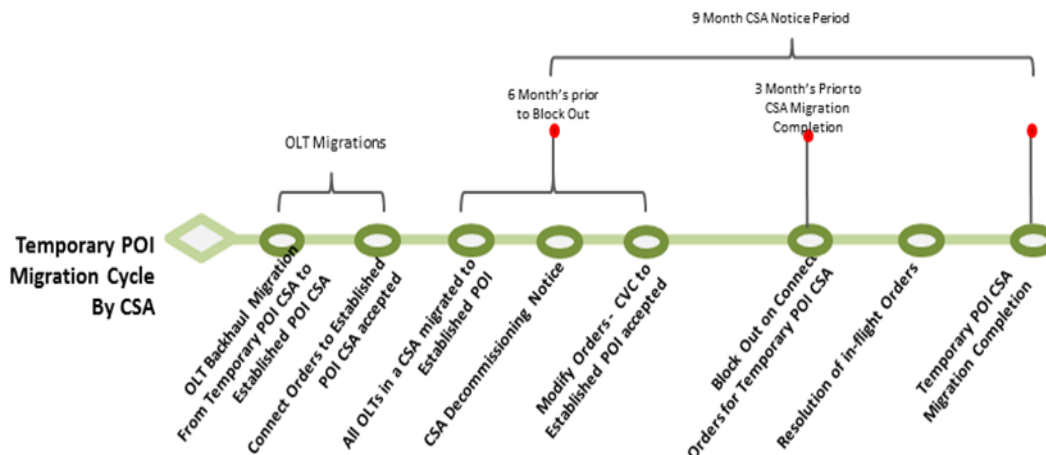 9 Month CSA Notice Period
6 Month's prior
to Block Out
3 Month's Prior to
CSA Migration
Completion
OLT Migrations
Temporary POI
Migration Cycle
By CSA
OLT Backhaul Migration
From Temporary POI CSA to
Established POI CSA
Connect Orders to Established
POI CSA accepted
All OLTs in a CSA migrated to
Established POI
CSA Decommissioning Notice
Modify Orders - CVC to
Established POI accepted
Block Out on Connect
Orders for Temporary POI CSA
Resolution of in-flight Orders
Temporary POI CSA
Migration Completion